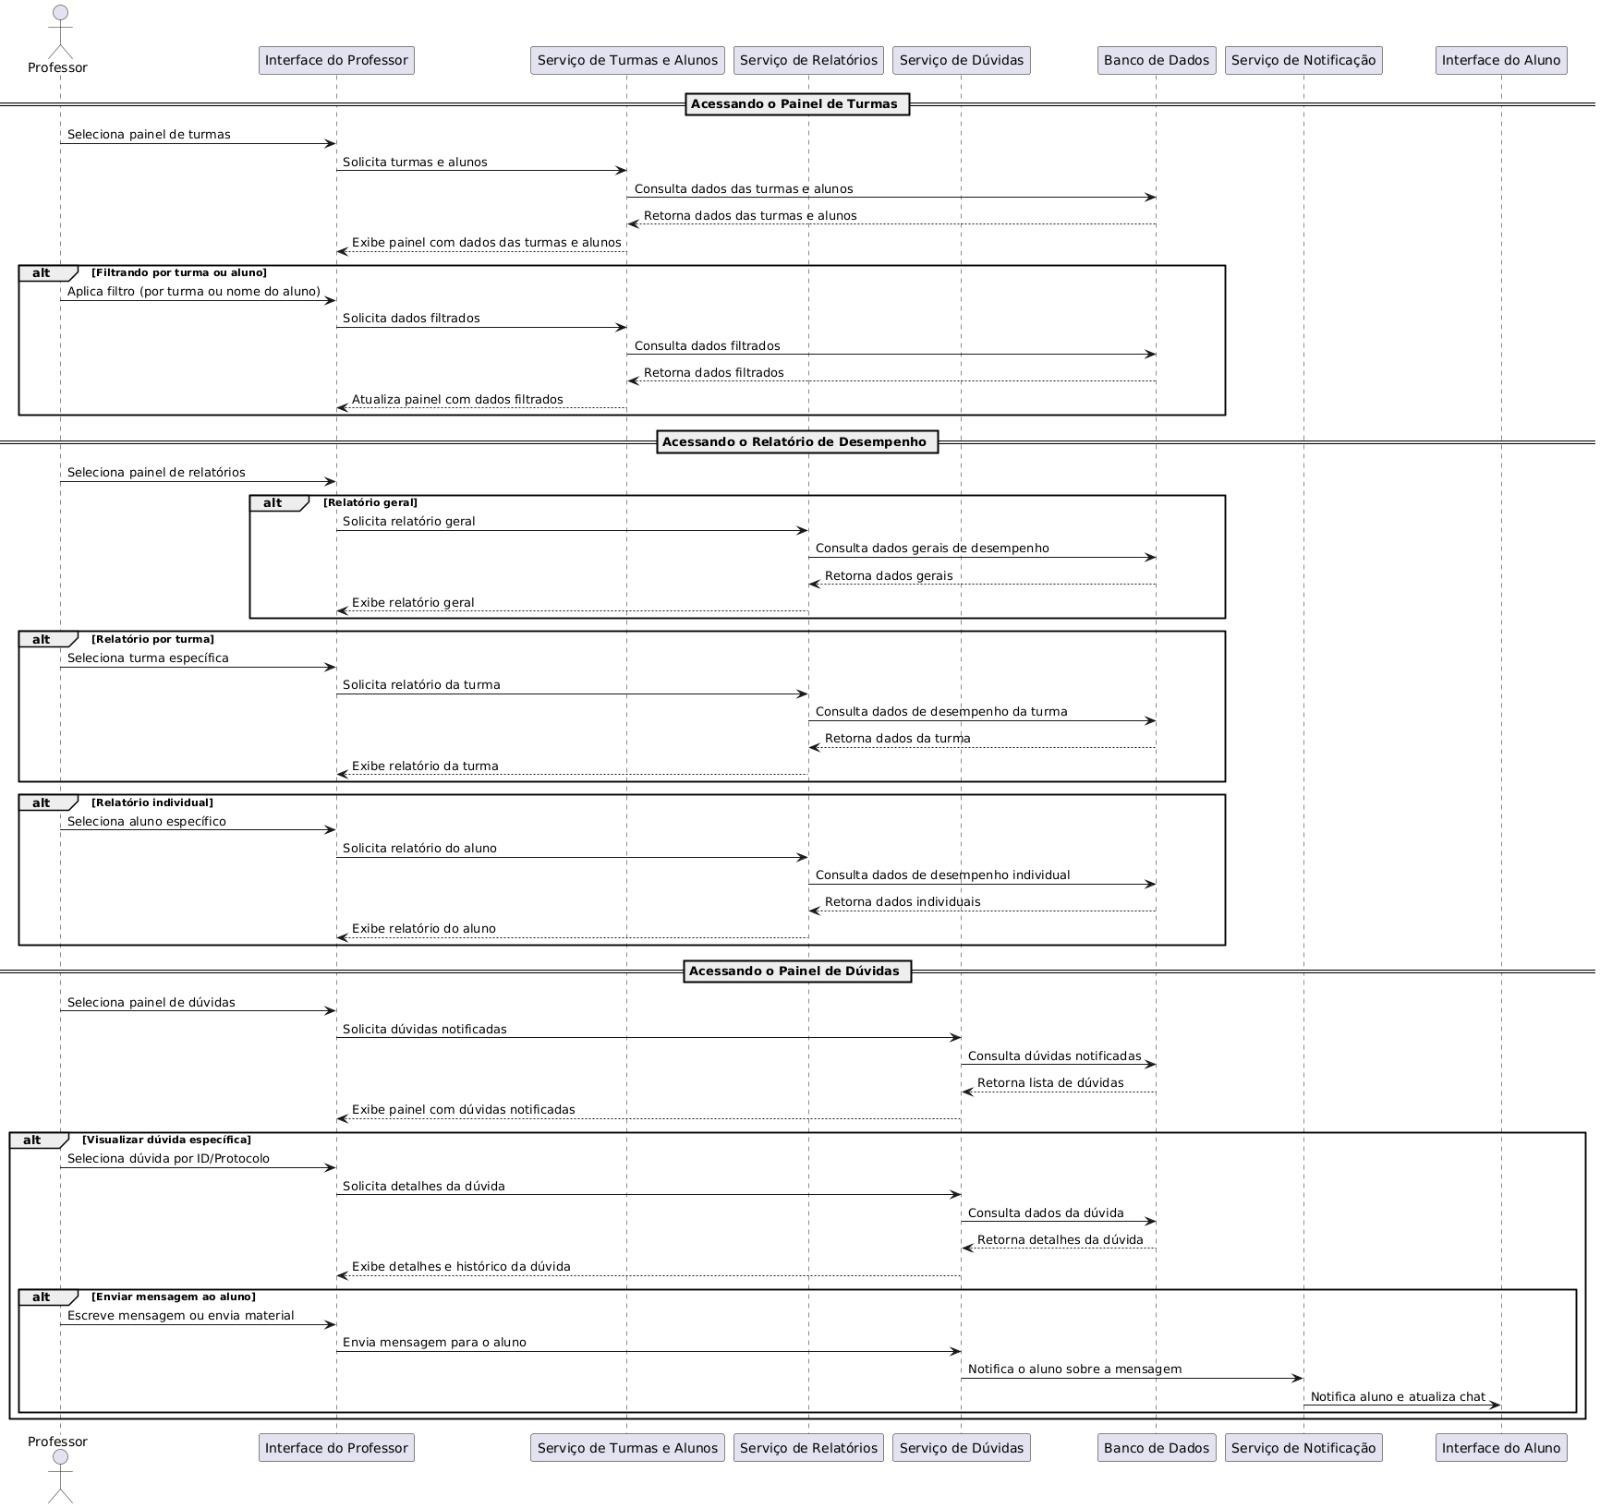 Professor
Interface do Professor
Serviço de Turmas e Alunos
Serviço de Relatórios
Serviço de Dúvidas
Banco de Dados
Serviço de Notificação
Interface do Aluno
Acessando o Painel de Turmas
Seleciona painel de turmas
Solicita turmas e alunos
Consulta dados das turmas e alunos
Retorna dados das turmas e alunos
Exibe painel com dados das turmas e alunos
alt [Filtrando por turma ou aluno]
Aplica filtro (por turma ou nome do aluno)
Solicita dados filtrados
Consulta dados filtrados
Retorna dados filtrados
Atualiza painel com dados filtrados
Acessando o Relatório de Desempenho
Seleciona painel de relatórios
alt [Relatório geral]
Solicita relatório geral
Consulta dados gerais de desempenho
Retorna dados gerais
Exibe relatório geral
alt [Relatório por turma]
Seleciona turma específica
Solicita relatório da turma
Consulta dados de desempenho da turma
Retorna dados da turma
Exibe relatório da turma
alt [Relatório individual]
Seleciona aluno específico
Solicita relatório do aluno
Consulta dados de desempenho individual
Retorna dados individuais
Exibe relatório do aluno
Acessando o Painel de Dúvidas
Seleciona painel de dúvidas
Solicita dúvidas notificadas
Consulta dúvidas notificadas
Retorna lista de dúvidas
Exibe painel com dúvidas notificadas
alt [Visualizar dúvida específica]
Seleciona dúvida por ID/Protocolo
Solicita detalhes da dúvida
Consulta dados da dúvida
Retorna detalhes da dúvida
Exibe detalhes e histórico da dúvida
alt [Enviar mensagem ao aluno]
Escreve mensagem ou envia material
Envia mensagem para o aluno
Notifica o aluno sobre a mensagem
Notifica aluno e atualiza chat
Professor
Interface do Professor
Serviço de Turmas e Alunos
Serviço de Relatórios
Serviço de Dúvidas
Banco de Dados
Serviço de Notificação
Interface do Aluno